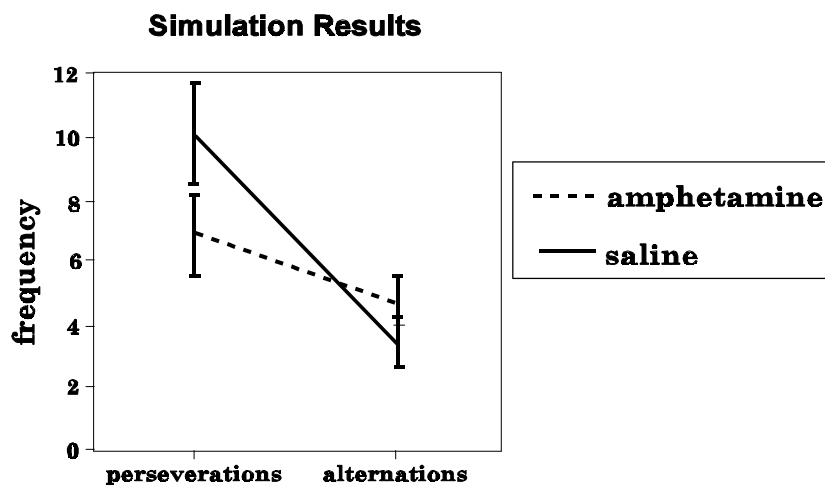 Simulation Results
12
10
8
6
4
2
0
frequency
perseverations alternations
amphetamine
saline